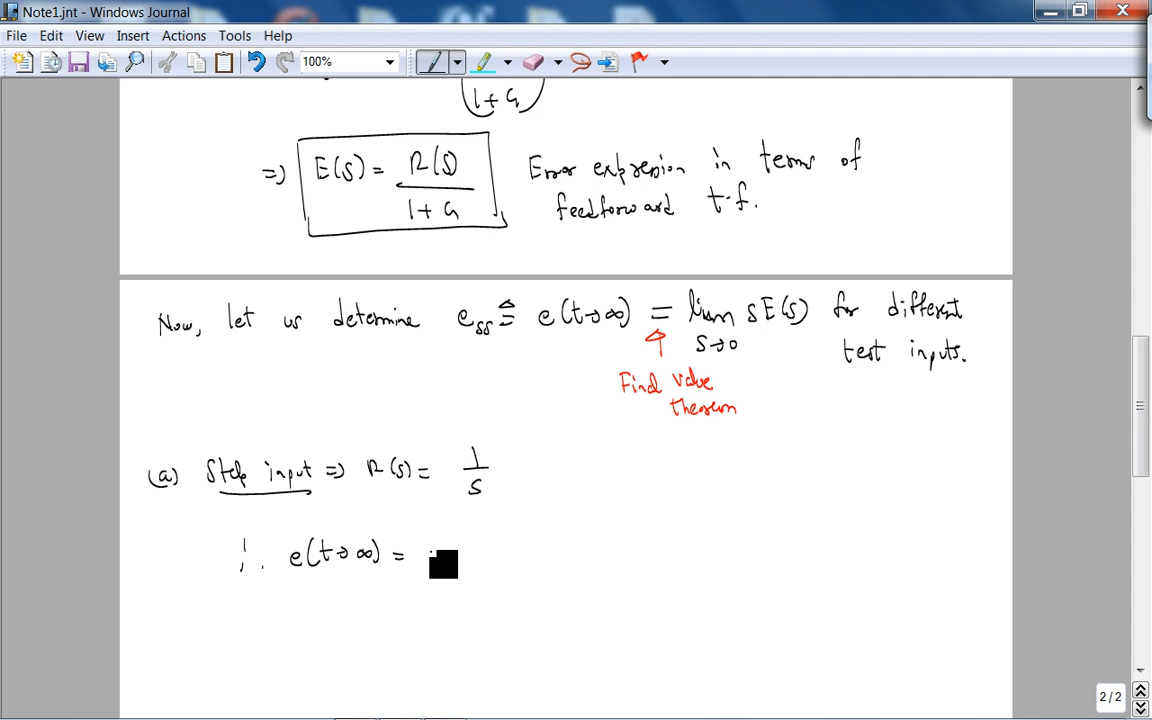 Note1.jnt - Windows Journal
File Edit View Insert Actions Tools Help
100%
1 + G
=> E(s) = R(s) / 1 + G Error expression in terms of
feedforward t.f.
Now, let us determine e_ss ≙ e(t→∞) = lim s→0 sE(s) for different
test inputs.
Final value
theorem
(a) Step input => R(s) = 1/s
∴ e(t→∞) =
2 / 2